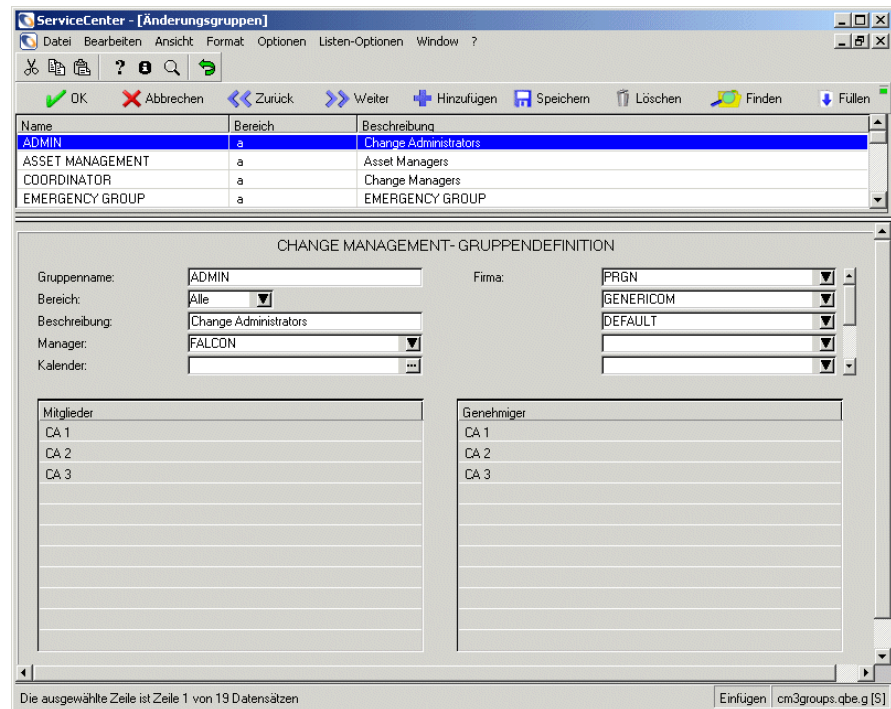 ServiceCenter - [Änderungsgruppen]
Datei Bearbeiten Ansicht Format Optionen Listen-Optionen Window ?
OK Abbrechen Zurück Weiter Hinzufügen Speichern Löschen Finden Füllen
Name Bereich Beschreibung
ADMIN a Change Administrators
ASSET MANAGEMENT a Asset Managers
COORDINATOR a Change Managers
EMERGENCY GROUP a EMERGENCY GROUP
CHANGE MANAGEMENT- GRUPPENDEFINITION
Gruppenname: ADMIN Firma: PRGN
Bereich: Alle GENERICOM
Beschreibung: Change Administrators DEFAULT
Manager: FALCON
Kalender:
Mitglieder Genehmiger
CA 1 CA 1
CA 2 CA 2
CA 3 CA 3
Die ausgewählte Zeile ist Zeile 1 von 19 Datensätzen Einfügen cm3groups.qbe.g [S]